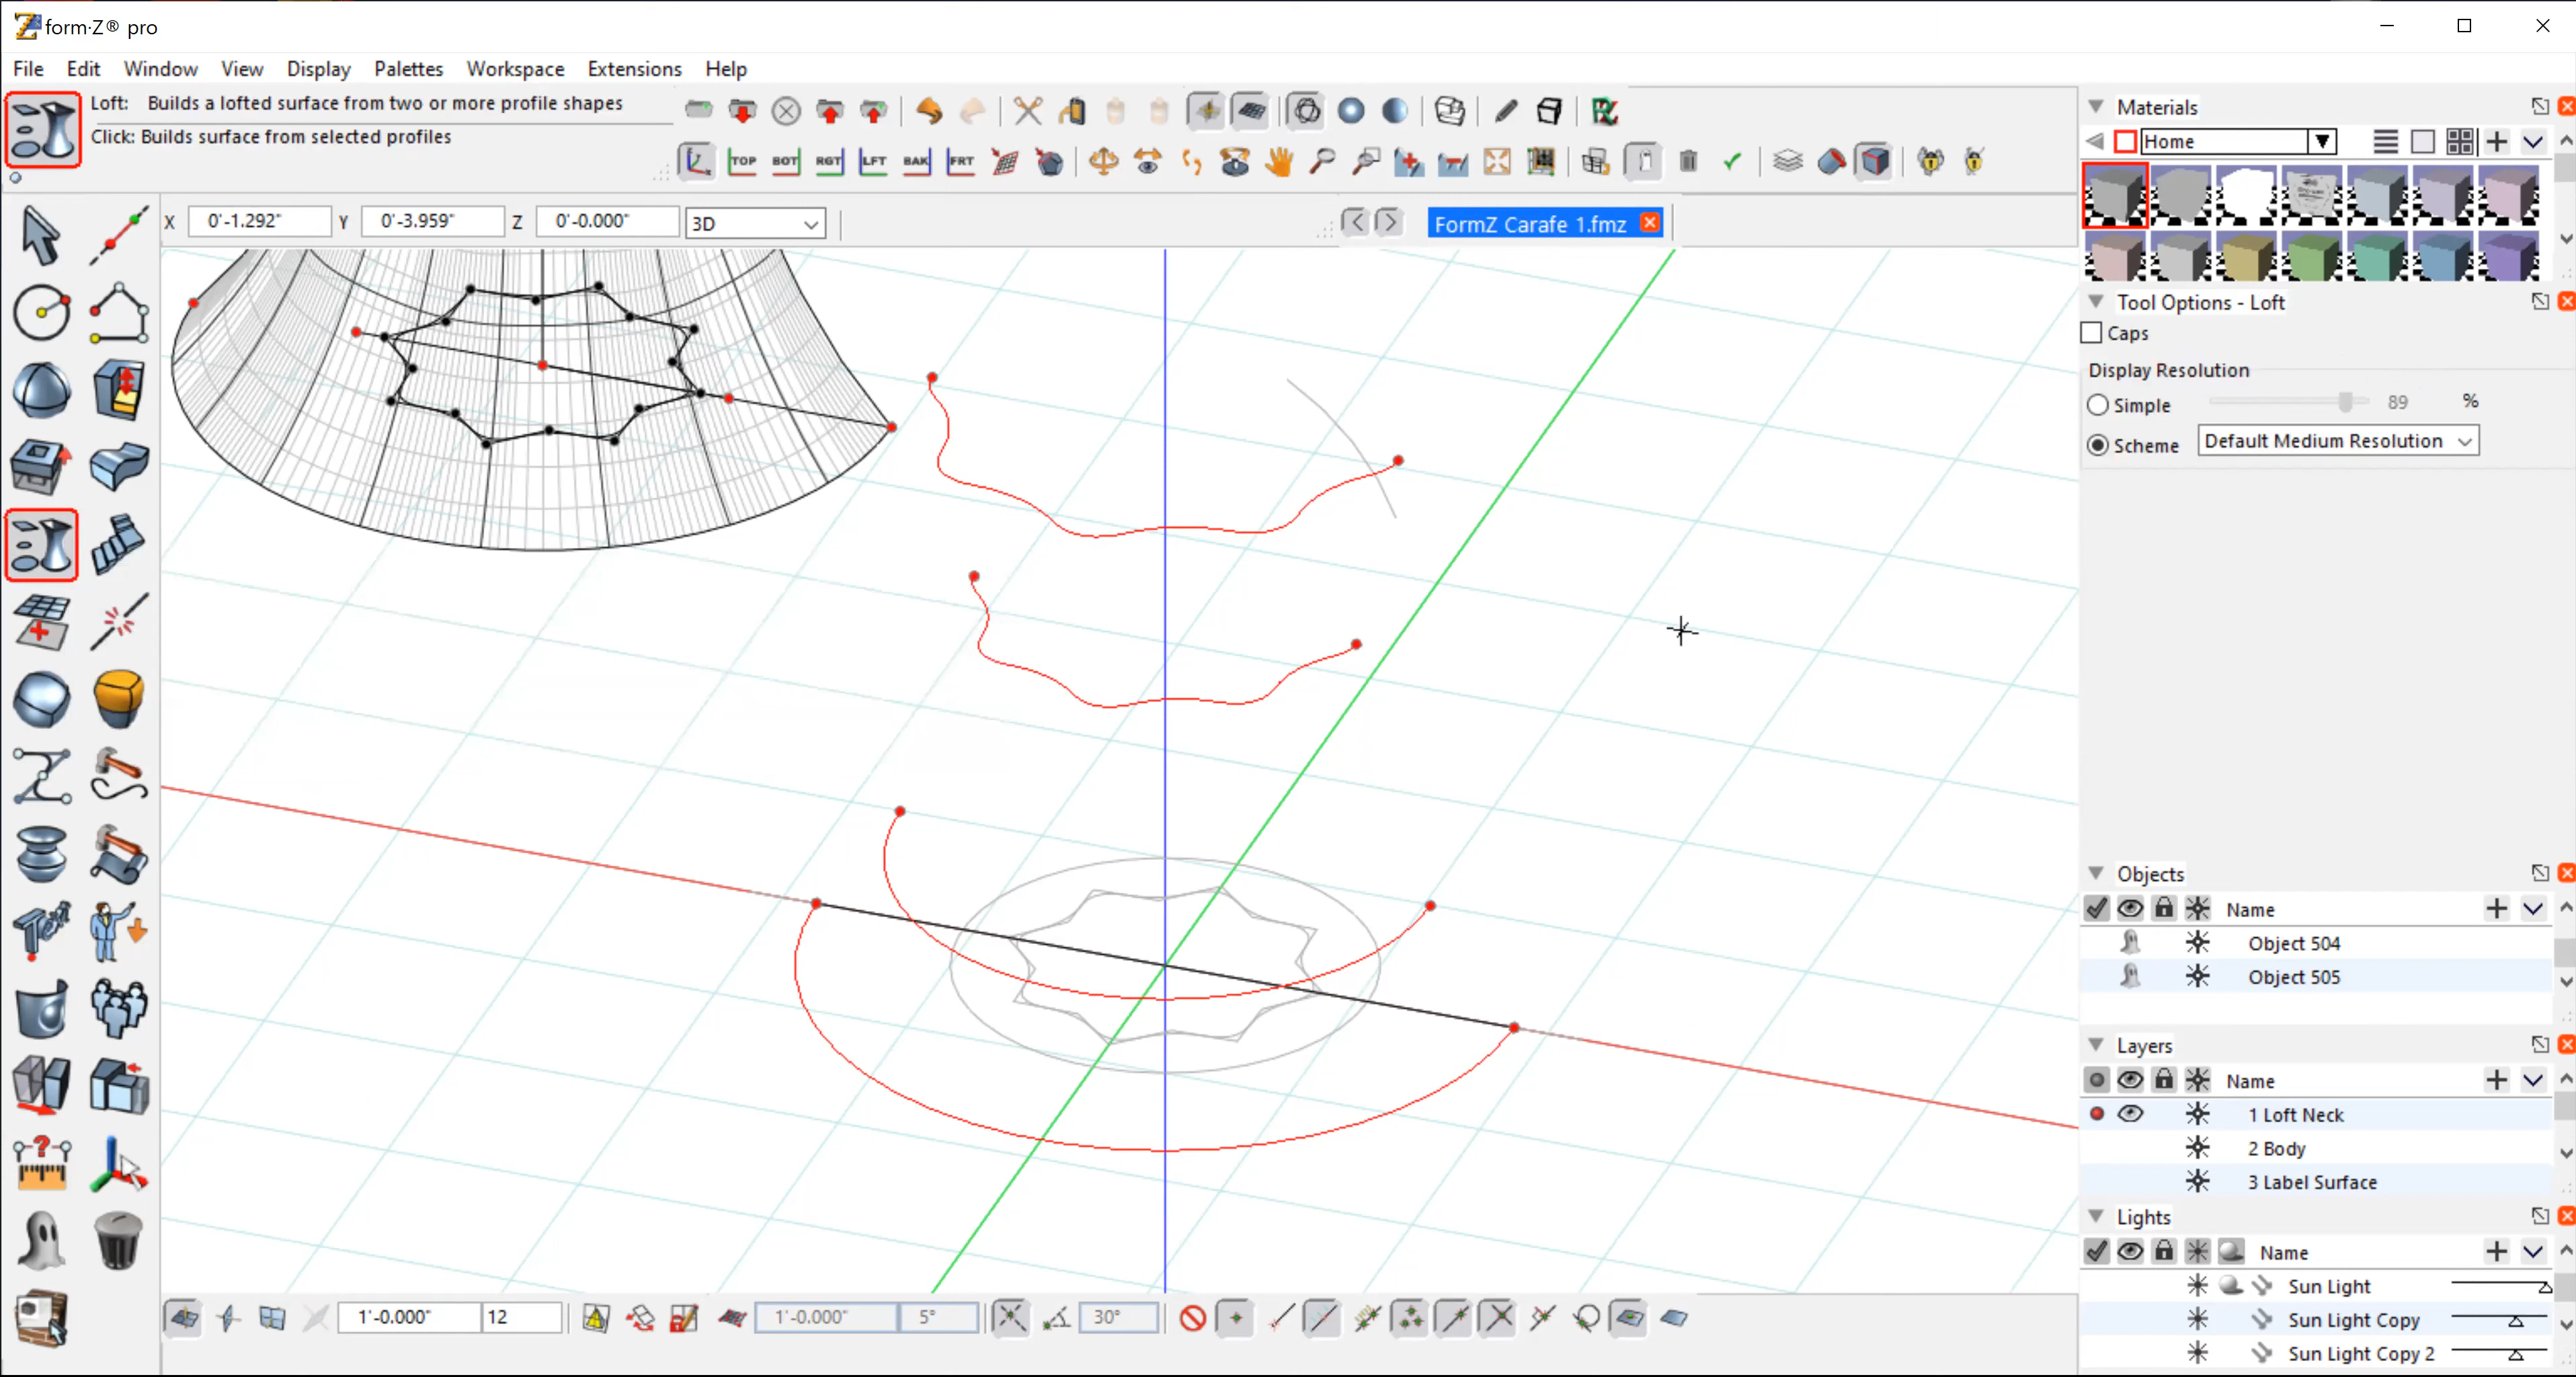 form·Z® pro
File Edit Window View Display Palettes Workspace Extensions Help
Loft: Builds a lofted surface from two or more profile shapes
Click: Builds surface from selected profiles
TOP BOT RGT LFT BAK FRT
X 0'-1.292" Y 0'-3.959" Z 0'-0.000" 3D
FormZ Carafe 1.fmz
Materials
Home
Tool Options - Loft
Caps
Display Resolution
Simple 89 %
Scheme Default Medium Resolution
Objects
Name
Object 504
Object 505
Layers
Name
1 Loft Neck
2 Body
3 Label Surface
Lights
Name
Sun Light
Sun Light Copy
Sun Light Copy 2
1'-0.000" 12 1'-0.000" 5° 30°